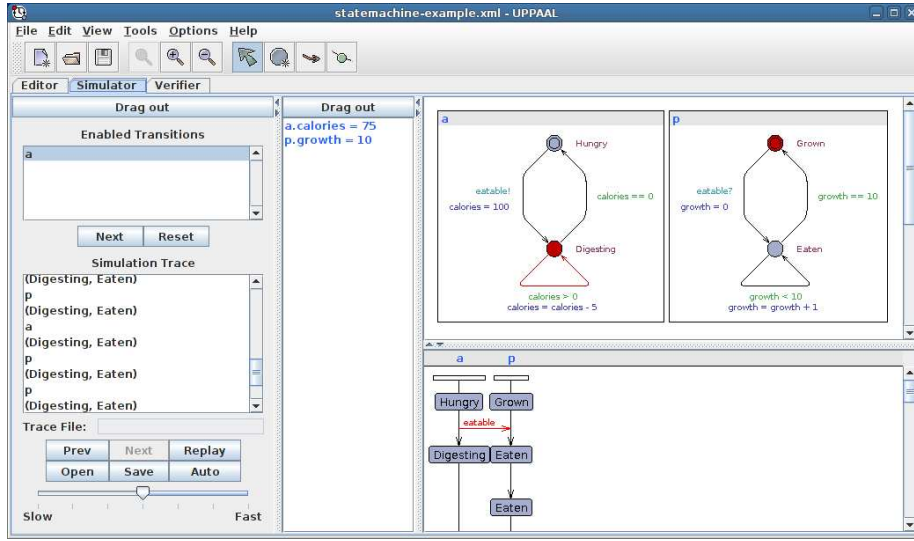 statemachine-example.xml - UPPAAL
File Edit View Tools Options Help
Editor Simulator Verifier
Drag out
Enabled Transitions
a
Next Reset
Simulation Trace
(Digesting, Eaten)
p
(Digesting, Eaten)
a
(Digesting, Eaten)
p
(Digesting, Eaten)
p
(Digesting, Eaten)
Trace File:
Prev Next Replay
Open Save Auto
Slow Fast
Drag out
a.calories = 75
p.growth = 10
a
Hungry
eatable!
calories = 100
calories == 0
Digesting
calories > 0
calories = calories - 5
p
Grown
eatable?
growth = 0
growth == 10
Eaten
growth < 10
growth = growth + 1
a p
Hungry Grown
eatable
Digesting Eaten
Eaten